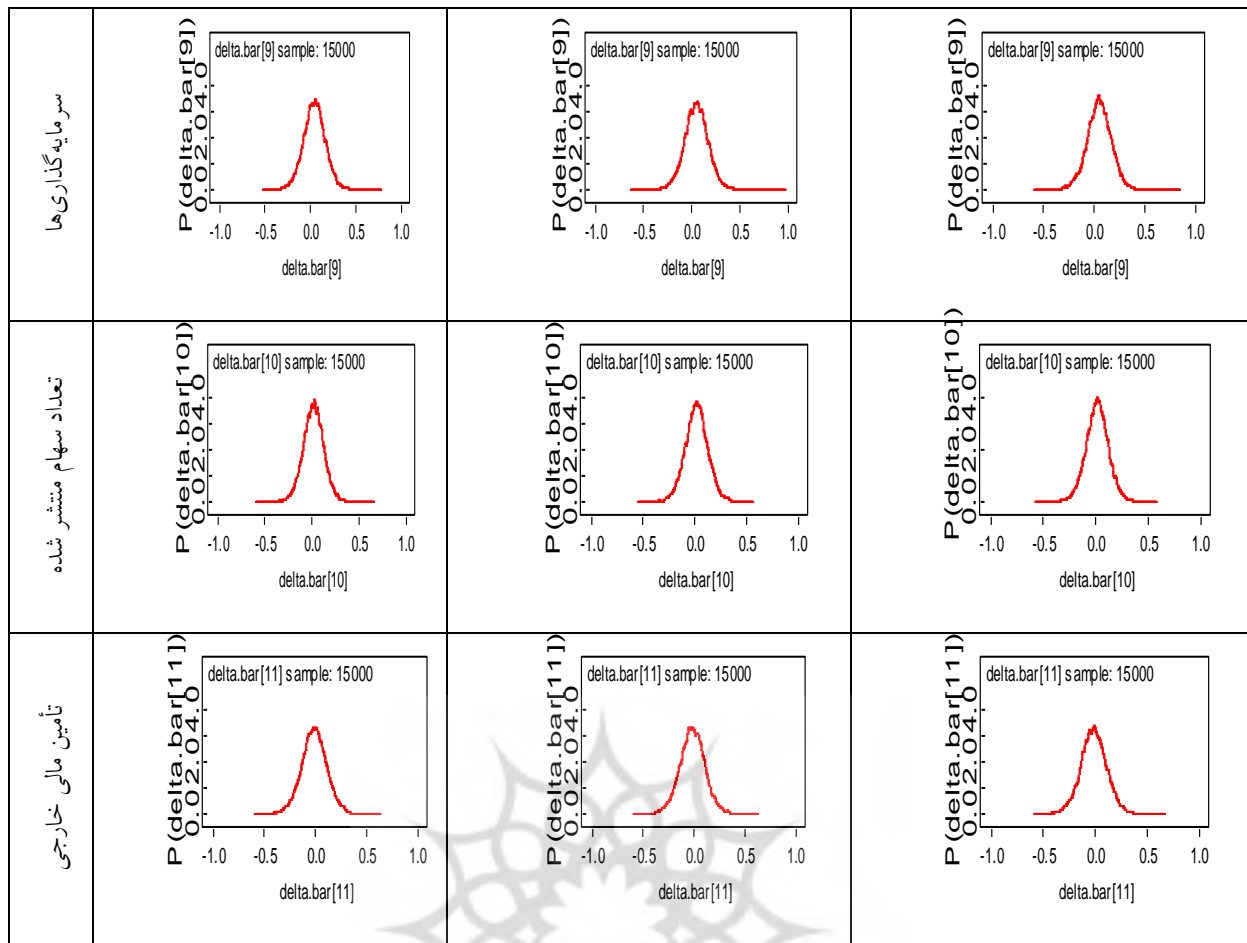 سرمایه‌گذاری‌ها
delta.bar[9] sample: 15000
P(delta.bar[9])
0.0 2.0 4.0
-1.0 -0.5 0.0 0.5 1.0
delta.bar[9]
delta.bar[9] sample: 15000
P(delta.bar[9])
0.0 2.0 4.0
-1.0 -0.5 0.0 0.5 1.0
delta.bar[9]
delta.bar[9] sample: 15000
P(delta.bar[9])
0.0 2.0 4.0
-1.0 -0.5 0.0 0.5 1.0
delta.bar[9]
تعداد سهام منتشر شده
delta.bar[10] sample: 15000
P(delta.bar[10])
0.0 2.0 4.0
-1.0 -0.5 0.0 0.5 1.0
delta.bar[10]
delta.bar[10] sample: 15000
P(delta.bar[10])
0.0 2.0 4.0
-1.0 -0.5 0.0 0.5 1.0
delta.bar[10]
delta.bar[10] sample: 15000
P(delta.bar[10])
0.0 2.0 4.0
-1.0 -0.5 0.0 0.5 1.0
delta.bar[10]
تأمین مالی خارجی
delta.bar[11] sample: 15000
P(delta.bar[11])
0.0 2.0 4.0
-1.0 -0.5 0.0 0.5 1.0
delta.bar[11]
delta.bar[11] sample: 15000
P(delta.bar[11])
0.0 2.0 4.0
-1.0 -0.5 0.0 0.5 1.0
delta.bar[11]
delta.bar[11] sample: 15000
P(delta.bar[11])
0.0 2.0 4.0
-1.0 -0.5 0.0 0.5 1.0
delta.bar[11]